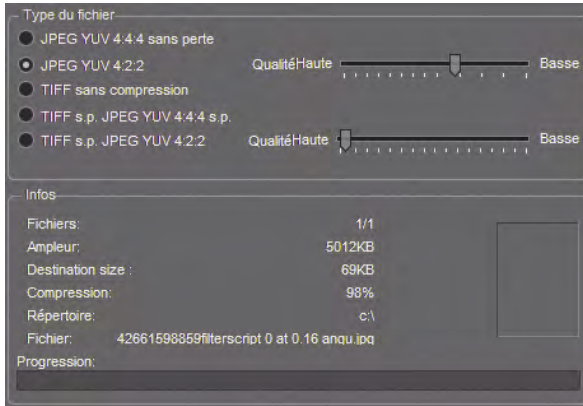 Type du fichier
JPEG YUV 4:4:4 sans perte
JPEG YUV 4:2:2 QualitéHaute Basse
TIFF sans compression
TIFF s.p. JPEG YUV 4:4:4 s.p.
TIFF s.p. JPEG YUV 4:2:2 QualitéHaute Basse
Infos
Fichiers: 1/1
Ampleur: 5012KB
Destination size : 69KB
Compression: 98%
Répertoire: c:\
Fichier: 42661598859filterscript 0 at 0.16 angu.jpg
Progression: